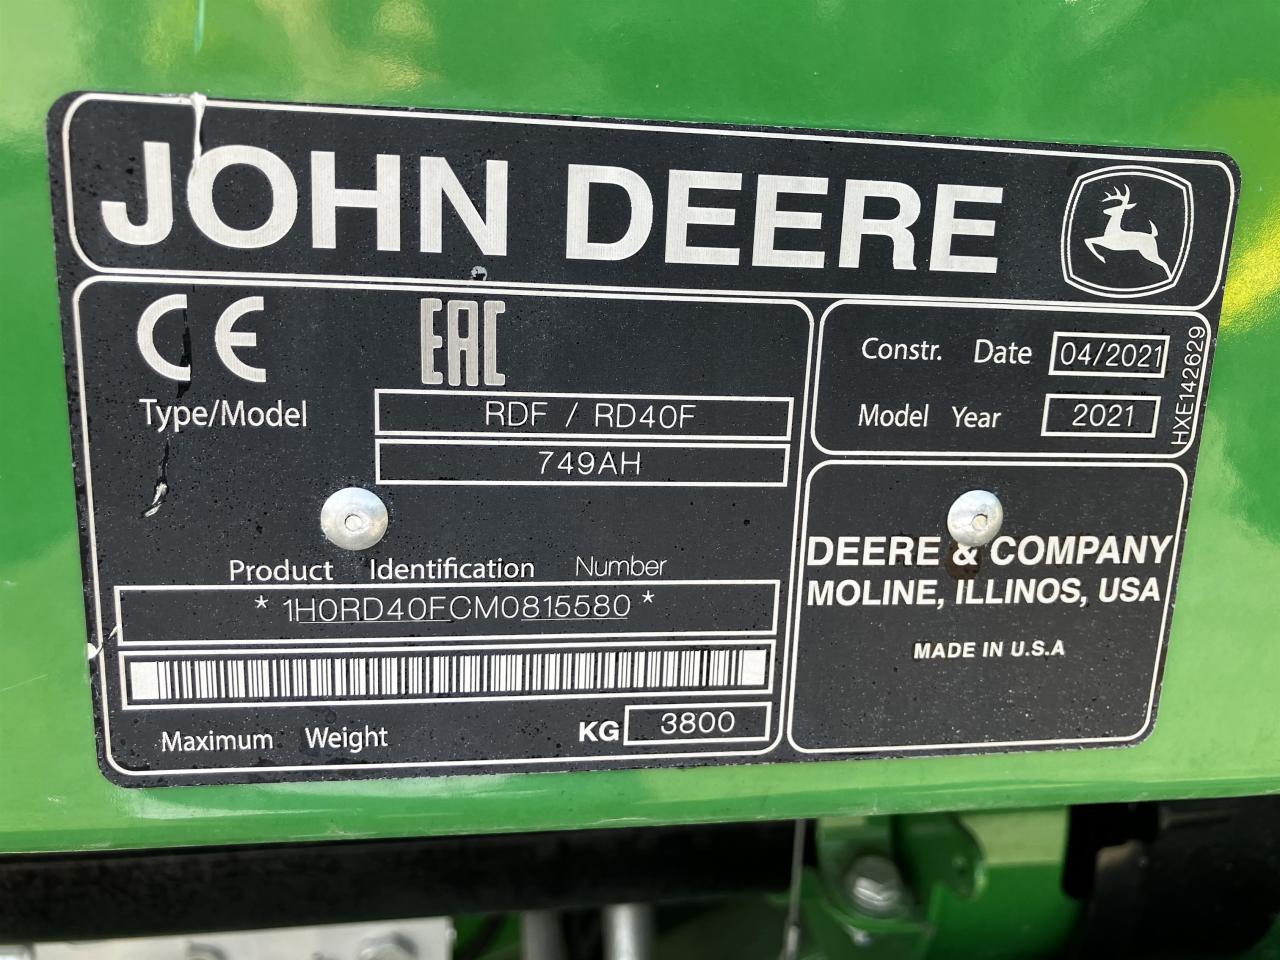 JOHN DEERE
CE EAC
Type/Model RDF / RD40F
749AH
Product Identification Number
* 1H0RD40FCM0815580 *
Maximum Weight KG 3800
Constr. Date 04/2021
Model Year 2021
HXE142629
DEERE & COMPANY
MOLINE, ILLINOS, USA
MADE IN U.S.A